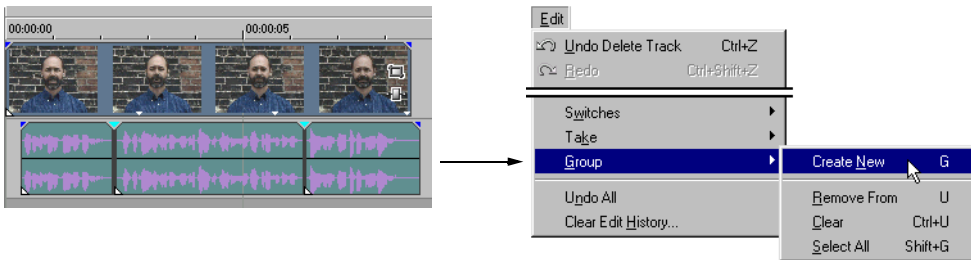 00:00:00
00:00:05
Edit
Undo Delete Track Ctrl+Z
Redo Ctrl+Shift+Z
Switches
Take
Group
Undo All
Clear Edit History...
Create New G
Remove From U
Clear Ctrl+U
Select All Shift+G